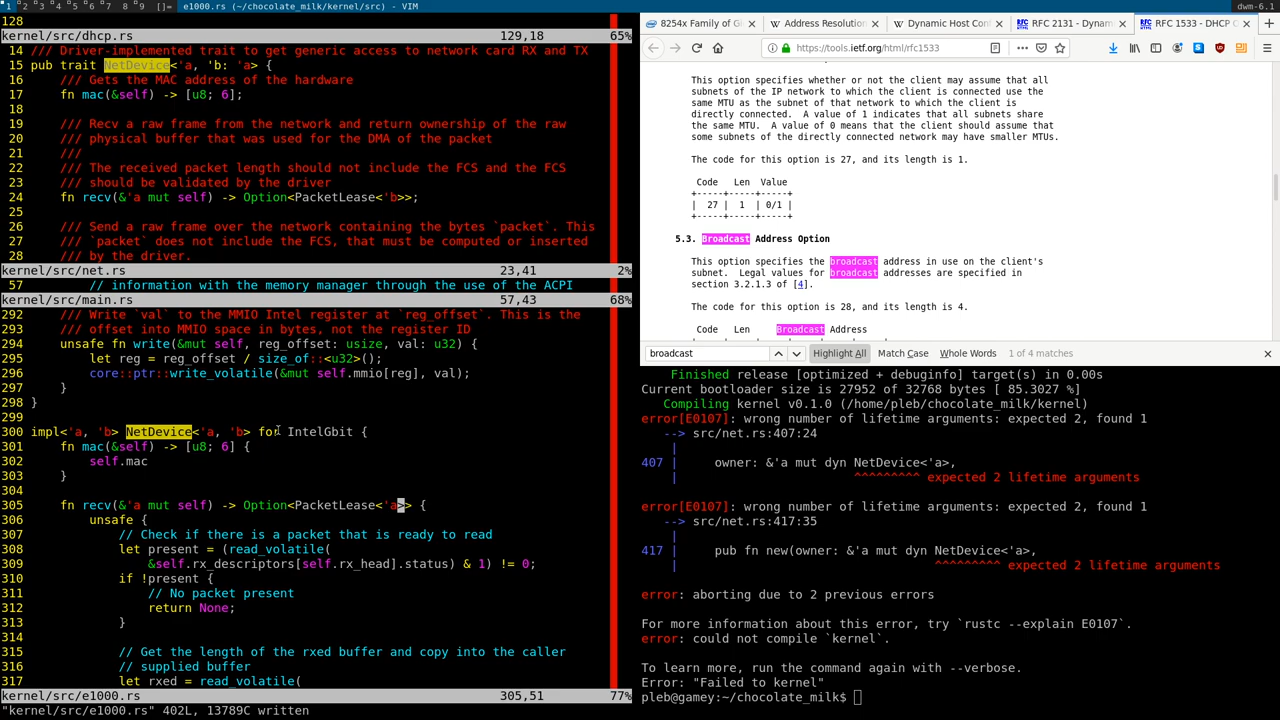 1 2 3 4 5 6 7 8 9 []= e1000.rs (~/chocolate_milk/kernel/src) - VIM
dwm-6.1
128
kernel/src/dhcp.rs 129,18 65%
14 /// Driver-implemented trait to get generic access to network card RX and TX
15 pub trait NetDevice<'a, 'b: 'a> {
16 /// Gets the MAC address of the hardware
17 fn mac(&self) -> [u8; 6];
18
19 /// Recv a raw frame from the network and return ownership of the raw
20 /// physical buffer that was used for the DMA of the packet
21 ///
22 /// The received packet length should not include the FCS and the FCS
23 /// should be validated by the driver
24 fn recv(&'a mut self) -> Option<PacketLease<'b>>;
25
26 /// Send a raw frame over the network containing the bytes `packet`. This
27 /// `packet` does not include the FCS, that must be computed or inserted
28 /// by the driver.
kernel/src/net.rs 23,41 2%
57 // information with the memory manager through the use of the ACPI
kernel/src/main.rs 57,43 68%
292 /// Write `val` to the MMIO Intel register at `reg_offset`. This is the
293 /// offset into MMIO space in bytes, not the register ID
294 unsafe fn write(&mut self, reg_offset: usize, val: u32) {
295 let reg = reg_offset / size_of::<u32>();
296 core::ptr::write_volatile(&mut self.mmio[reg], val);
297 }
298 }
299
300 impl<'a, 'b> NetDevice<'a, 'b> for IntelGbit {
301 fn mac(&self) -> [u8; 6] {
302 self.mac
303 }
304
305 fn recv(&'a mut self) -> Option<PacketLease<'a>> {
306 unsafe {
307 // Check if there is a packet that is ready to read
308 let present = (read_volatile(
309 &self.rx_descriptors[self.rx_head].status) & 1) != 0;
310 if !present {
311 // No packet present
312 return None;
313 }
314
315 // Get the length of the rxed buffer and copy into the caller
316 // supplied buffer
317 let rxed = read_volatile(
kernel/src/e1000.rs 305,51 77%
"kernel/src/e1000.rs" 402L, 13789C written
8254x Family of Gi
Address Resolution
Dynamic Host Con
RFC 2131 - Dynam
RFC 1533 - DHCP O
https://tools.ietf.org/html/rfc1533
This option specifies whether or not the client may assume that all
subnets of the IP network to which the client is connected use the
same MTU as the subnet of that network to which the client is
directly connected. A value of 1 indicates that all subnets share
the same MTU. A value of 0 means that the client should assume that
some subnets of the directly connected network may have smaller MTUs.
The code for this option is 27, and its length is 1.
Code Len Value
+-----+-----+-----+
| 27 | 1 | 0/1 |
+-----+-----+-----+
5.3. Broadcast Address Option
This option specifies the broadcast address in use on the client's
subnet. Legal values for broadcast addresses are specified in
section 3.2.1.3 of [4].
The code for this option is 28, and its length is 4.
Code Len Broadcast Address
broadcast Highlight All Match Case Whole Words 1 of 4 matches
Finished release [optimized + debuginfo] target(s) in 0.00s
Current bootloader size is 27952 of 32768 bytes [ 85.3027 %]
Compiling kernel v0.1.0 (/home/pleb/chocolate_milk/kernel)
error[E0107]: wrong number of lifetime arguments: expected 2, found 1
--> src/net.rs:407:24
|
407 | owner: &'a mut dyn NetDevice<'a>,
| ^^^^^^^^^ expected 2 lifetime arguments
error[E0107]: wrong number of lifetime arguments: expected 2, found 1
--> src/net.rs:417:35
|
417 | pub fn new(owner: &'a mut dyn NetDevice<'a>,
| ^^^^^^^^^ expected 2 lifetime arguments
error: aborting due to 2 previous errors
For more information about this error, try `rustc --explain E0107`.
error: could not compile `kernel`.
To learn more, run the command again with --verbose.
Error: "Failed to kernel"
pleb@gamey:~/chocolate_milk$